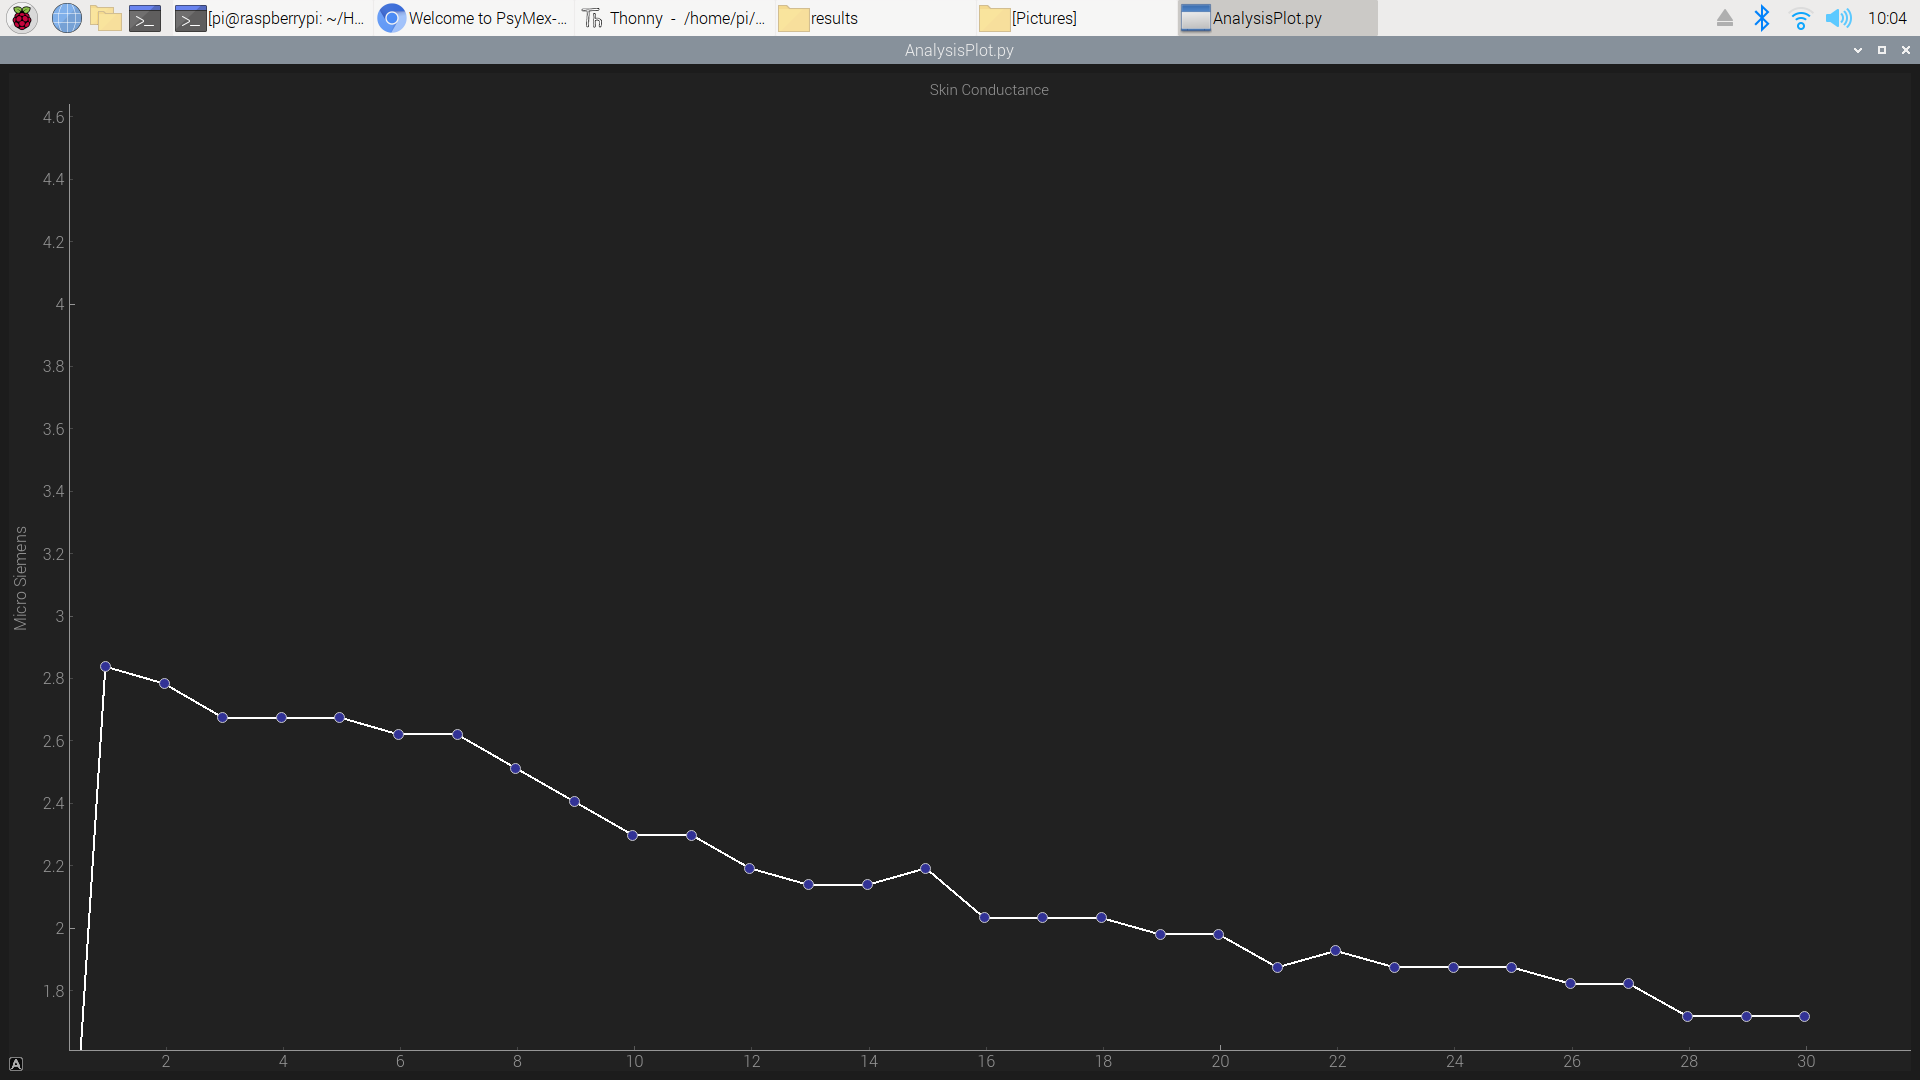 [pi@raspberrypi: ~/H...
Welcome to PsyMex-...
Thonny - /home/pi/...
results
[Pictures]
AnalysisPlot.py
10:04
AnalysisPlot.py
Skin Conductance
4.6
4.4
4.2
4
3.8
3.6
3.4
3.2
3
2.8
2.6
2.4
2.2
2
1.8
Micro Siemens
A
2 4 6 8 10 12 14 16 18 20 22 24 26 28 30